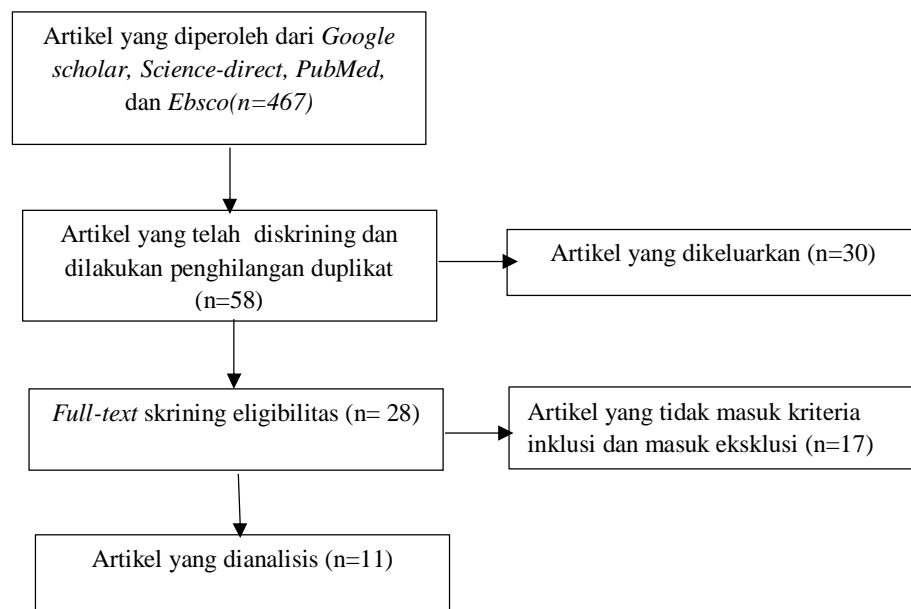 Artikel yang diperoleh dari Google
scholar, Science-direct, PubMed,
dan Ebsco(n=467)
Artikel yang telah diskrining dan
dilakukan penghilangan duplikat
(n=58)
Artikel yang dikeluarkan (n=30)
Full-text skrining eligibilitas (n= 28)
Artikel yang tidak masuk kriteria
inklusi dan masuk eksklusi (n=17)
Artikel yang dianalisis (n=11)